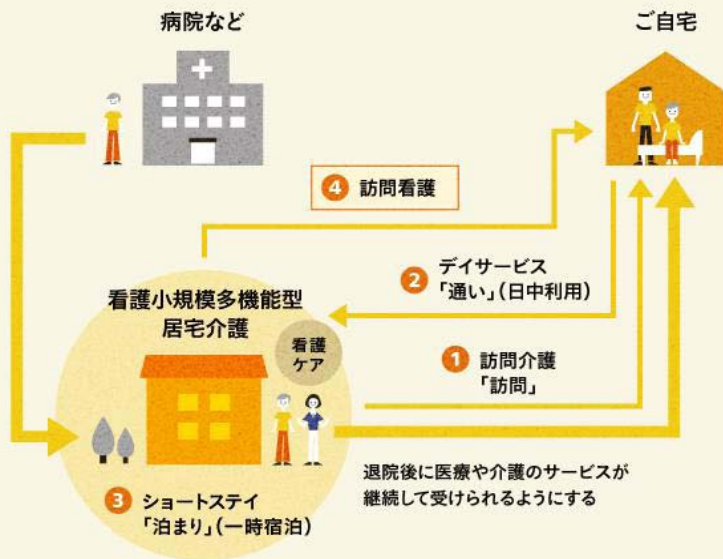 病院など
ご自宅
4 訪問看護
2 デイサービス
「通い」(日中利用)
看護小規模多機能型
居宅介護
看護
ケア
1 訪問介護
「訪問」
退院後に医療や介護のサービスが
継続して受けられるようにする
3 ショートステイ
「泊まり」(一時宿泊)